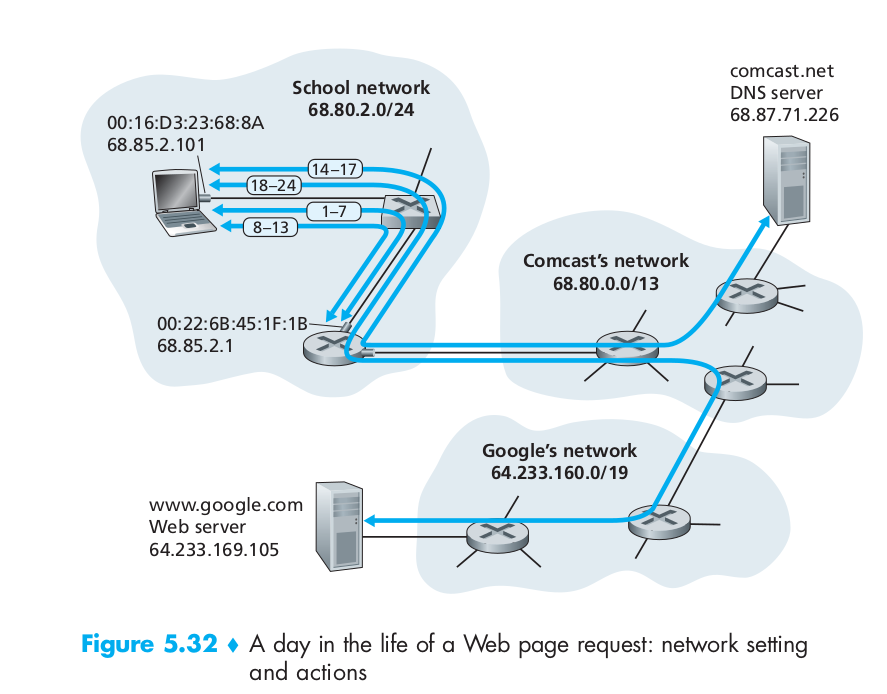 comcast.net
DNS server
68.87.71.226
School network
68.80.2.0/24
00:16:D3:23:68:8A
68.85.2.101
14–17
18–24
1–7
8–13
Comcast’s network
68.80.0.0/13
00:22:6B:45:1F:1B
68.85.2.1
Google’s network
64.233.160.0/19
www.google.com
Web server
64.233.169.105
Figure 5.32 ♦ A day in the life of a Web page request: network setting
and actions